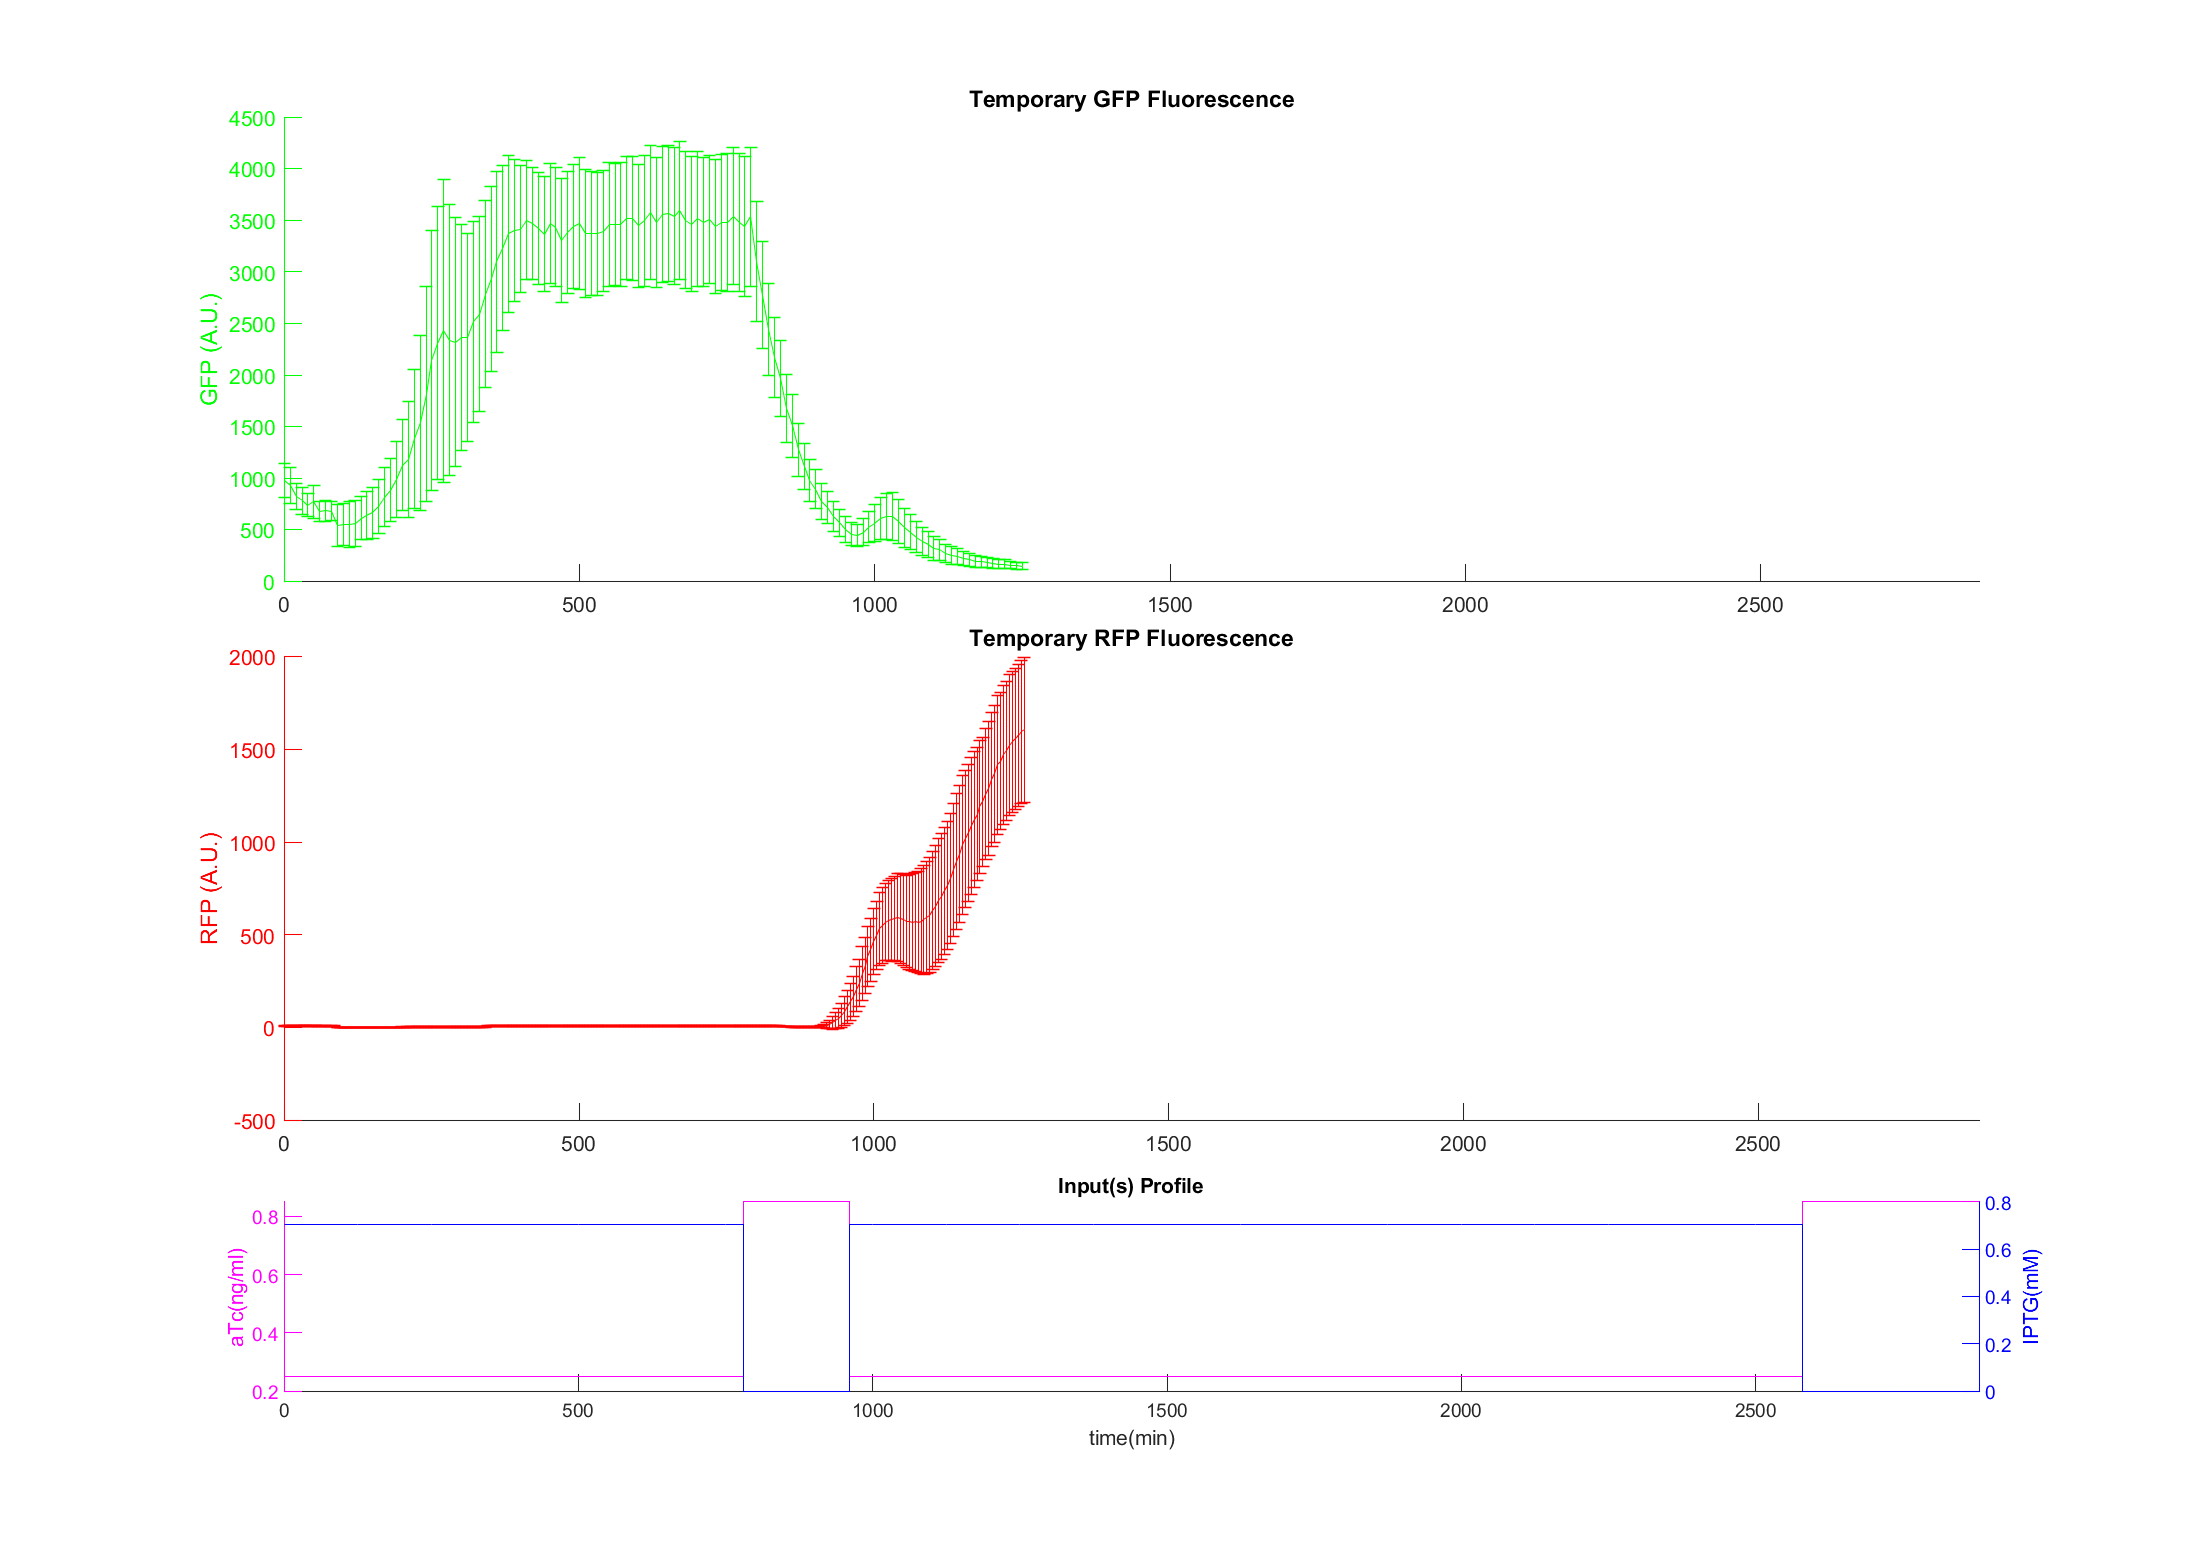 Temporary GFP Fluorescence
4500
4000
3500
3000
2500
2000
1500
1000
500
0
GFP (A.U.)
0 500 1000 1500 2000 2500
Temporary RFP Fluorescence
2000
1500
1000
500
0
-500
RFP (A.U.)
0 500 1000 1500 2000 2500
Input(s) Profile
0.8
0.6
0.4
0.2
aTc(ng/ml)
0.8
0.6
0.4
0.2
0
IPTG(mM)
0 500 1000 1500 2000 2500
time(min)